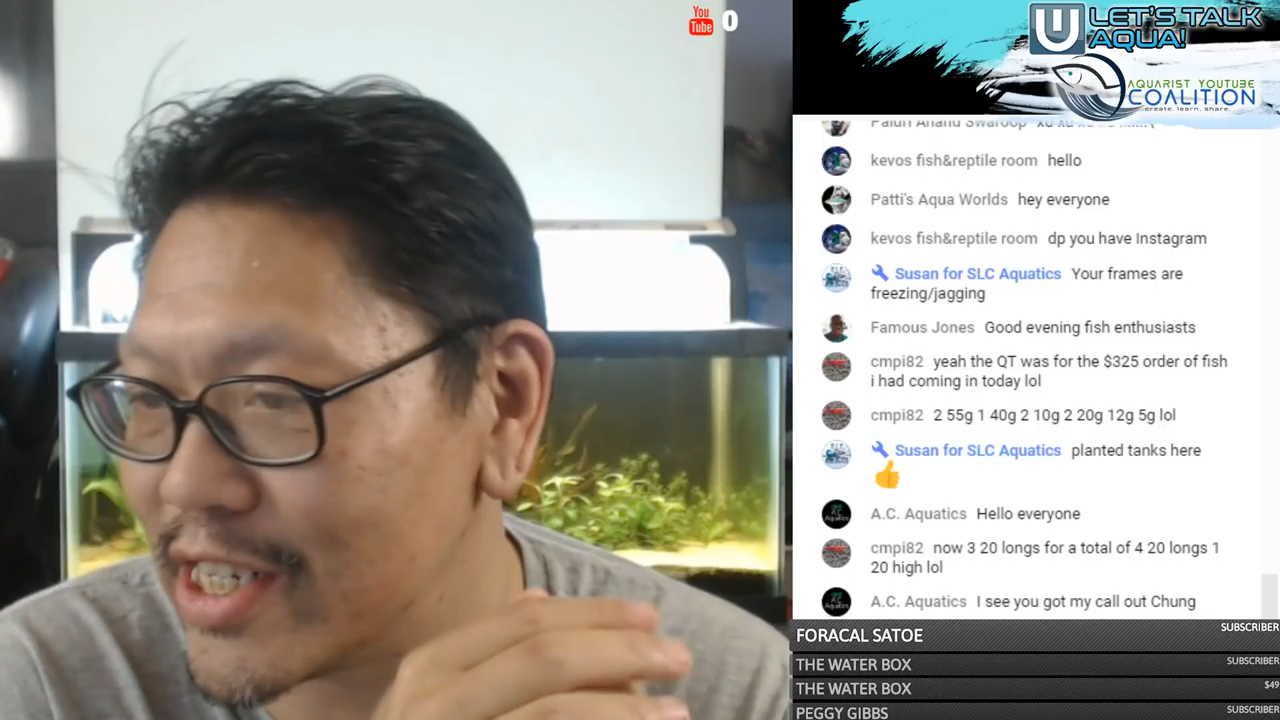 You
Tube
0
LET'S TALK
AQUA!
AQUARIST YOUTUBE
COALITION
create. learn. share.
Paluri Anand Swaroop
kevos fish&reptile room hello
Patti's Aqua Worlds hey everyone
kevos fish&reptile room dp you have Instagram
Susan for SLC Aquatics Your frames are
freezing/jagging
Famous Jones Good evening fish enthusiasts
cmpi82 yeah the QT was for the $325 order of fish
i had coming in today lol
cmpi82 2 55g 1 40g 2 10g 2 20g 12g 5g lol
Susan for SLC Aquatics planted tanks here
A.C. Aquatics Hello everyone
cmpi82 now 3 20 longs for a total of 4 20 longs 1
20 high lol
A.C. Aquatics I see you got my call out Chung
FORACAL SATOE SUBSCRIBER
THE WATER BOX SUBSCRIBER
THE WATER BOX $49
PEGGY GIBBS SUBSCRIBER